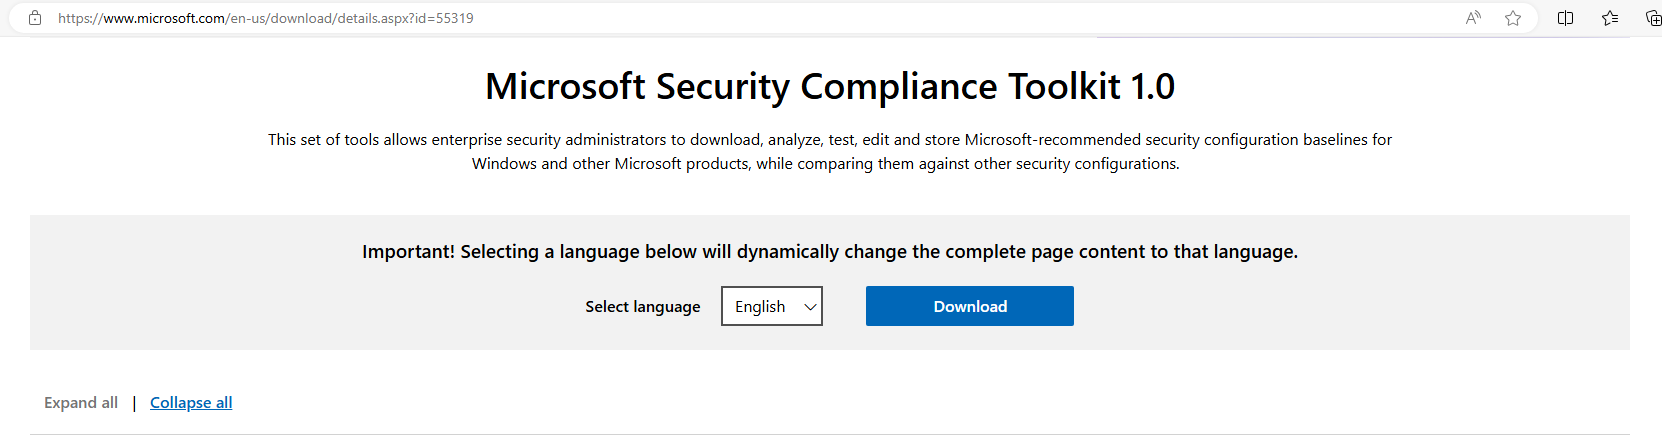 https://www.microsoft.com/en-us/download/details.aspx?id=55319
Microsoft Security Compliance Toolkit 1.0
This set of tools allows enterprise security administrators to download, analyze, test, edit and store Microsoft-recommended security configuration baselines for
Windows and other Microsoft products, while comparing them against other security configurations.
Important! Selecting a language below will dynamically change the complete page content to that language.
Select language English Download
Expand all | Collapse all